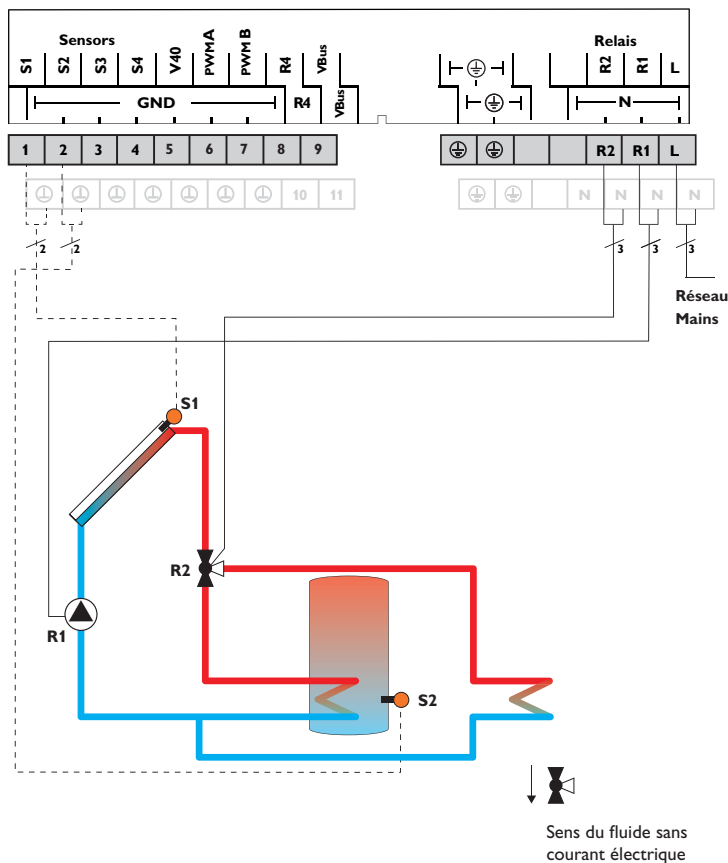 Sensors
Relais
S1 S2 S3 S4 V40 PWM A PWM B R4 VBus
R2 R1 L
GND
R4
VBus
N
1 2 3 4 5 6 7 8 9
R2 R1 L
10 11
N N N N
2 2
3 3 3
Réseau
Mains
S1
R2
R1
S2
Sens du fluide sans
courant électrique